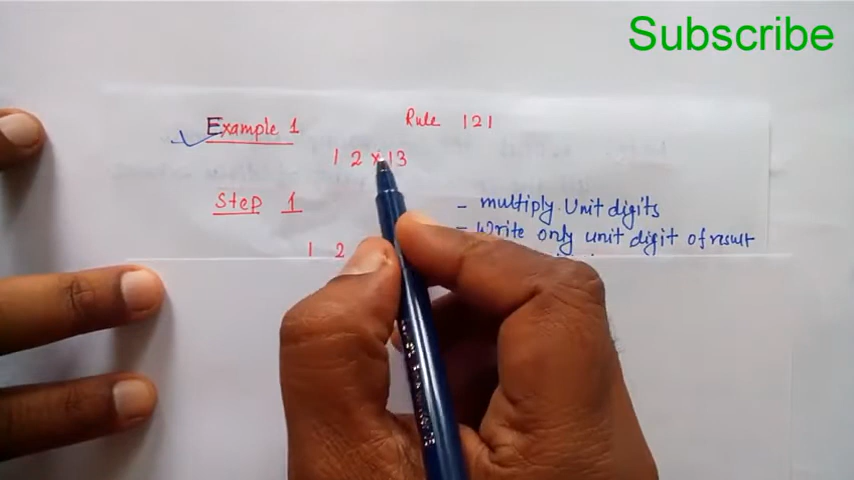 Subscribe
Example 1 Rule 121
12 x 13
Step 1 - multiply Unit digits
- Write only unit digit of result
1 2